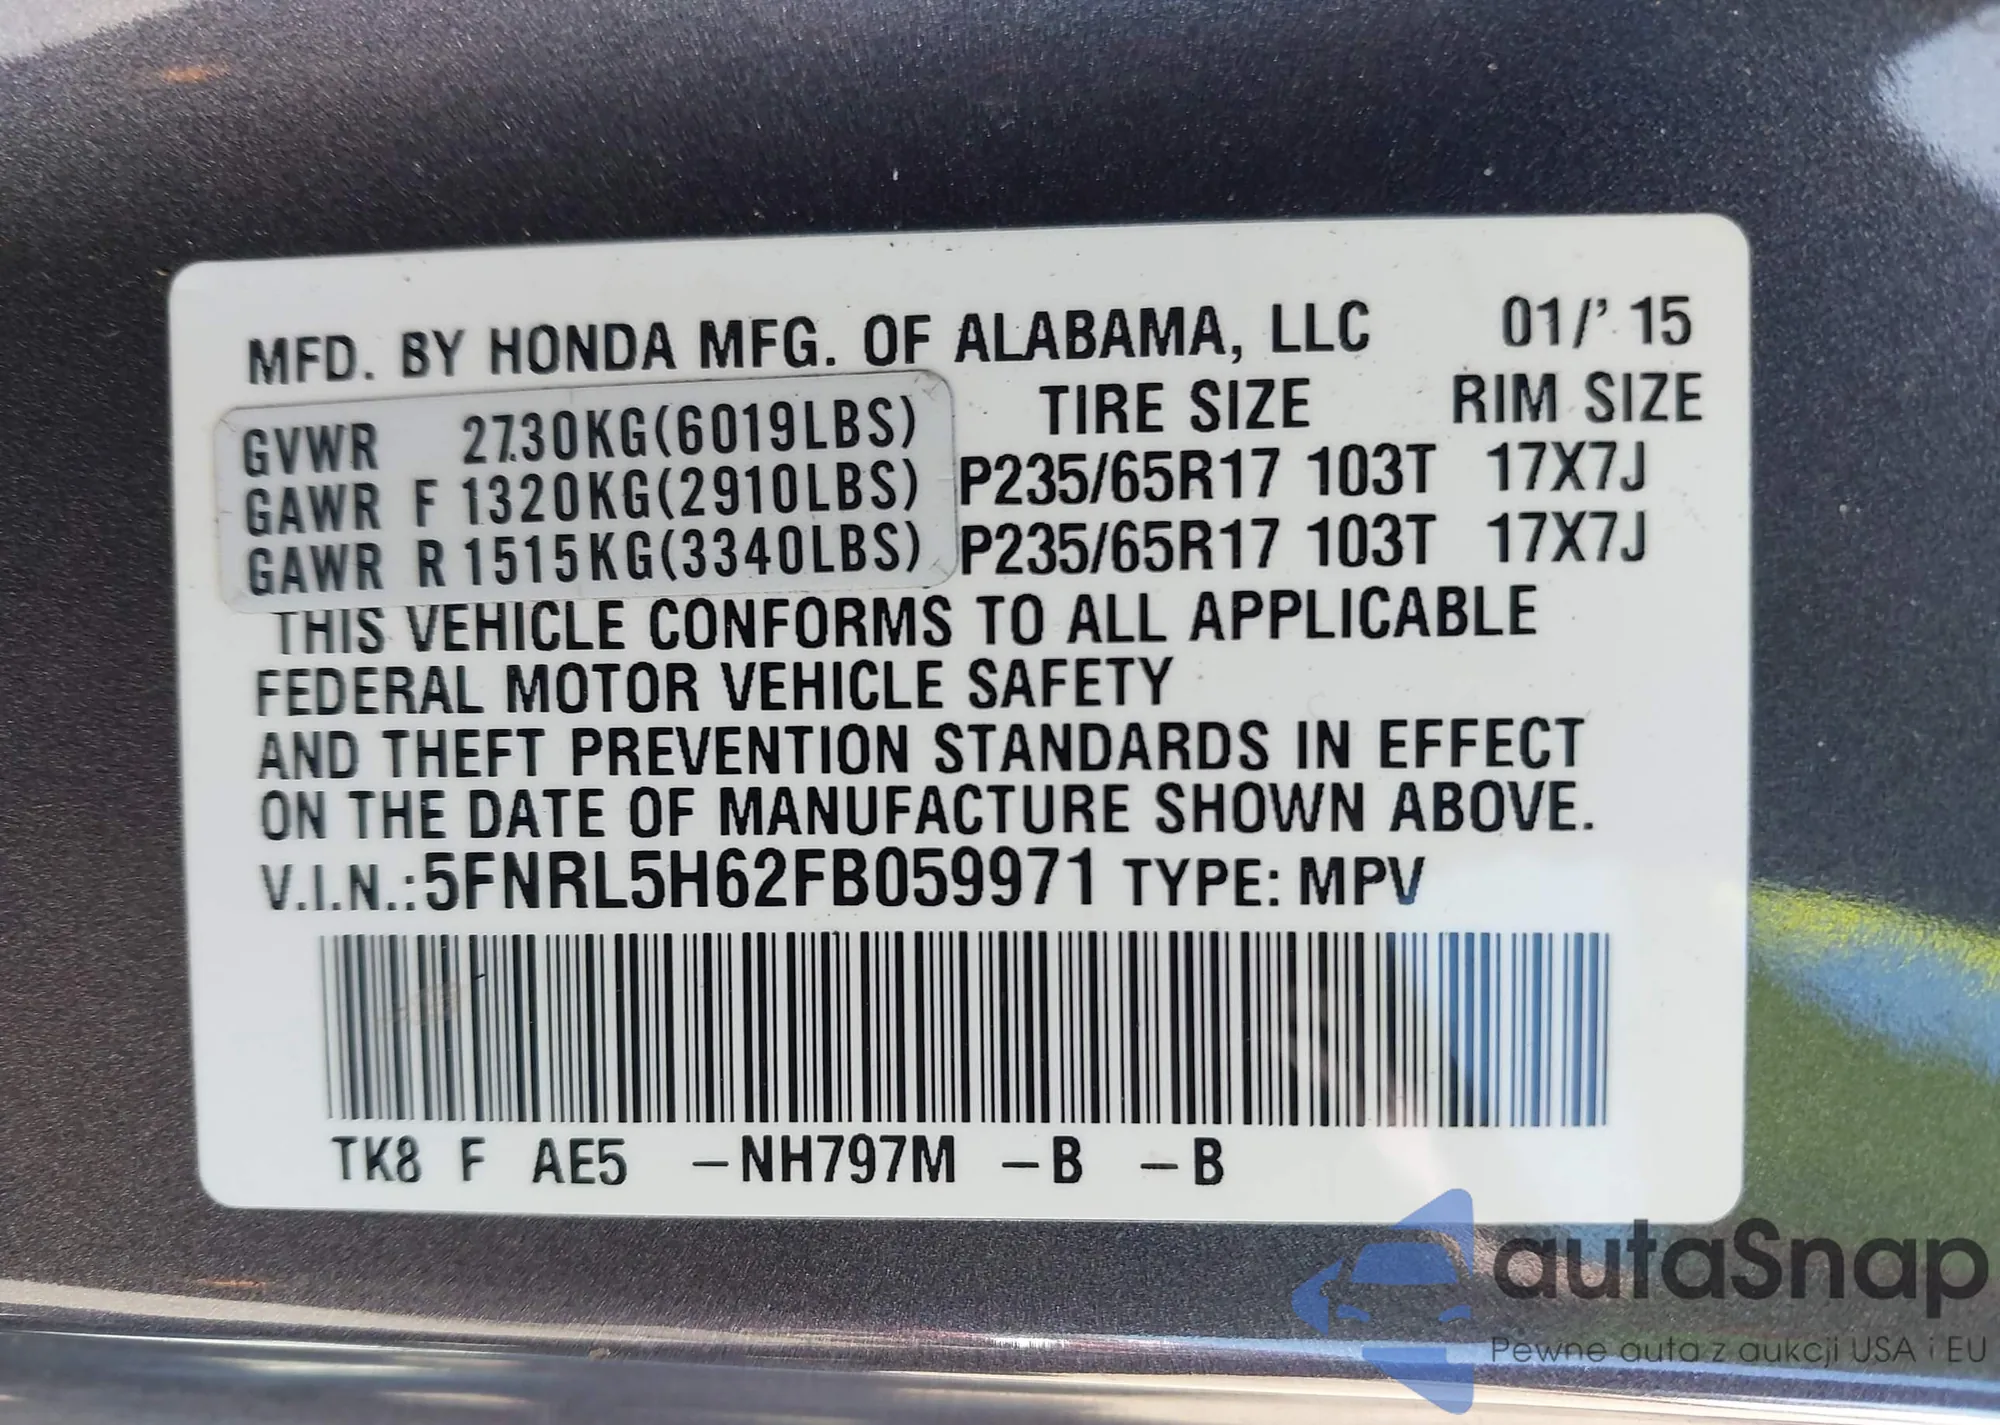 MFD. BY HONDA MFG. OF ALABAMA, LLC 01/' 15
TIRE SIZE RIM SIZE
GVWR 2730KG(6019LBS)
GAWR F 1320KG(2910LBS) P235/65R17 103T 17X7J
GAWR R 1515KG(3340LBS) P235/65R17 103T 17X7J
THIS VEHICLE CONFORMS TO ALL APPLICABLE
FEDERAL MOTOR VEHICLE SAFETY
AND THEFT PREVENTION STANDARDS IN EFFECT
ON THE DATE OF MANUFACTURE SHOWN ABOVE.
V.I.N.:5FNRL5H62FB059971 TYPE: MPV
TK8 F AE5 –NH797M –B –B
autaSnap
Pewne auta z aukcji USA i EU